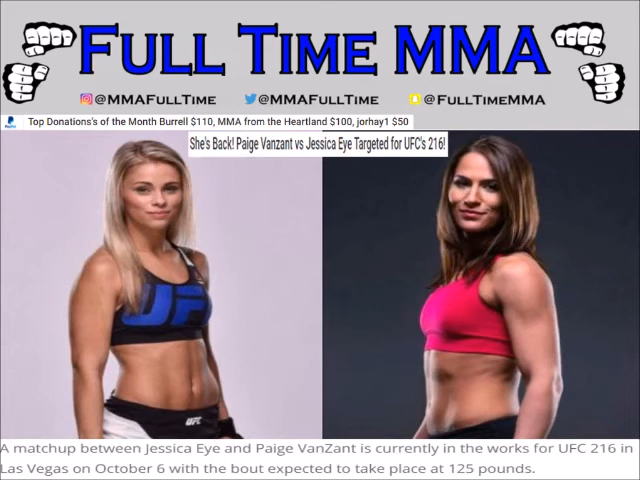 FULL TIME MMA
@MMAFULLTIME @MMAFULLTIME @FULLTIMEMMA
PayPal Top Donations's of the Month Burrell $110, MMA from the Heartland $100, jorhay1 $50
She's Back! Paige Vanzant vs Jessica Eye Targeted for UFC's 216!
UF
UFC
A matchup between Jessica Eye and Paige VanZant is currently in the works for UFC 216 in
Las Vegas on October 6 with the bout expected to take place at 125 pounds.